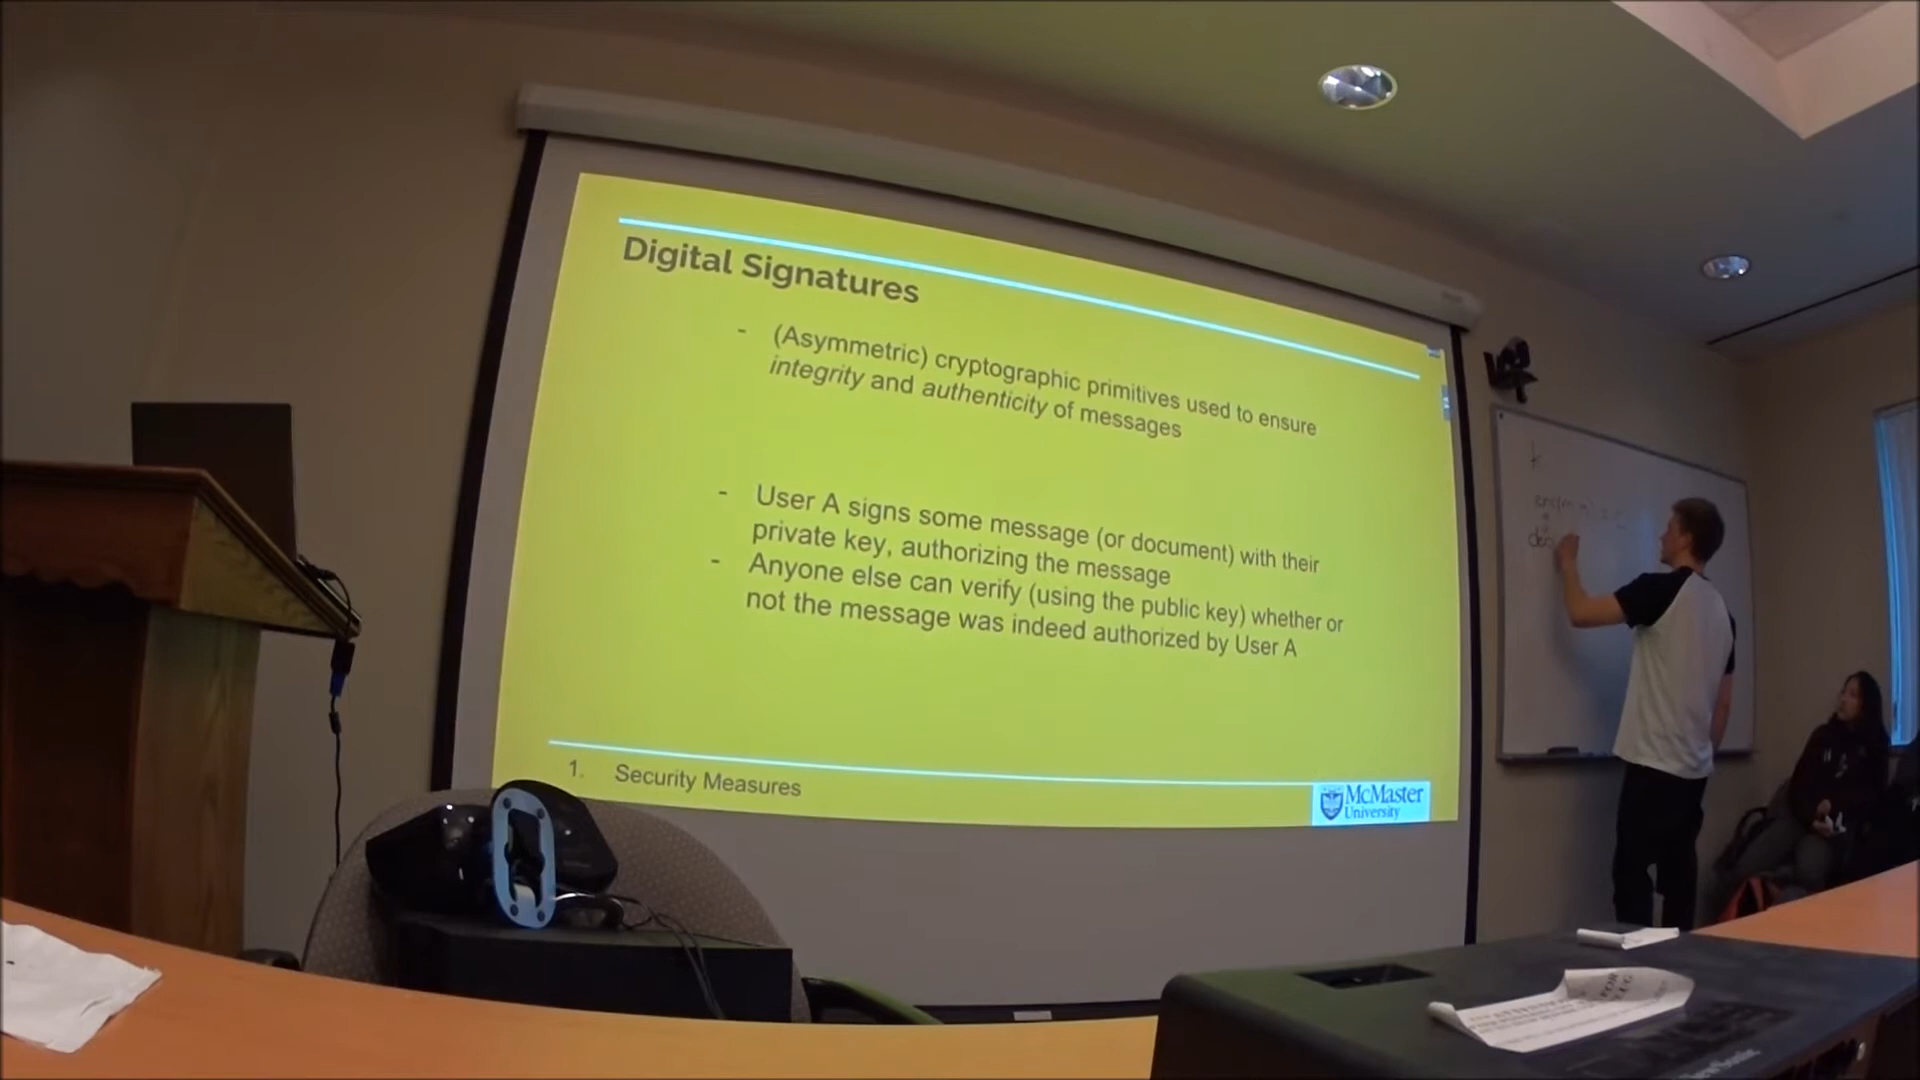 Digital Signatures
- (Asymmetric) cryptographic primitives used to ensure
integrity and authenticity of messages
- User A signs some message (or document) with their
private key, authorizing the message
- Anyone else can verify (using the public key) whether or
not the message was indeed authorized by User A
1. Security Measures
McMaster
University
k